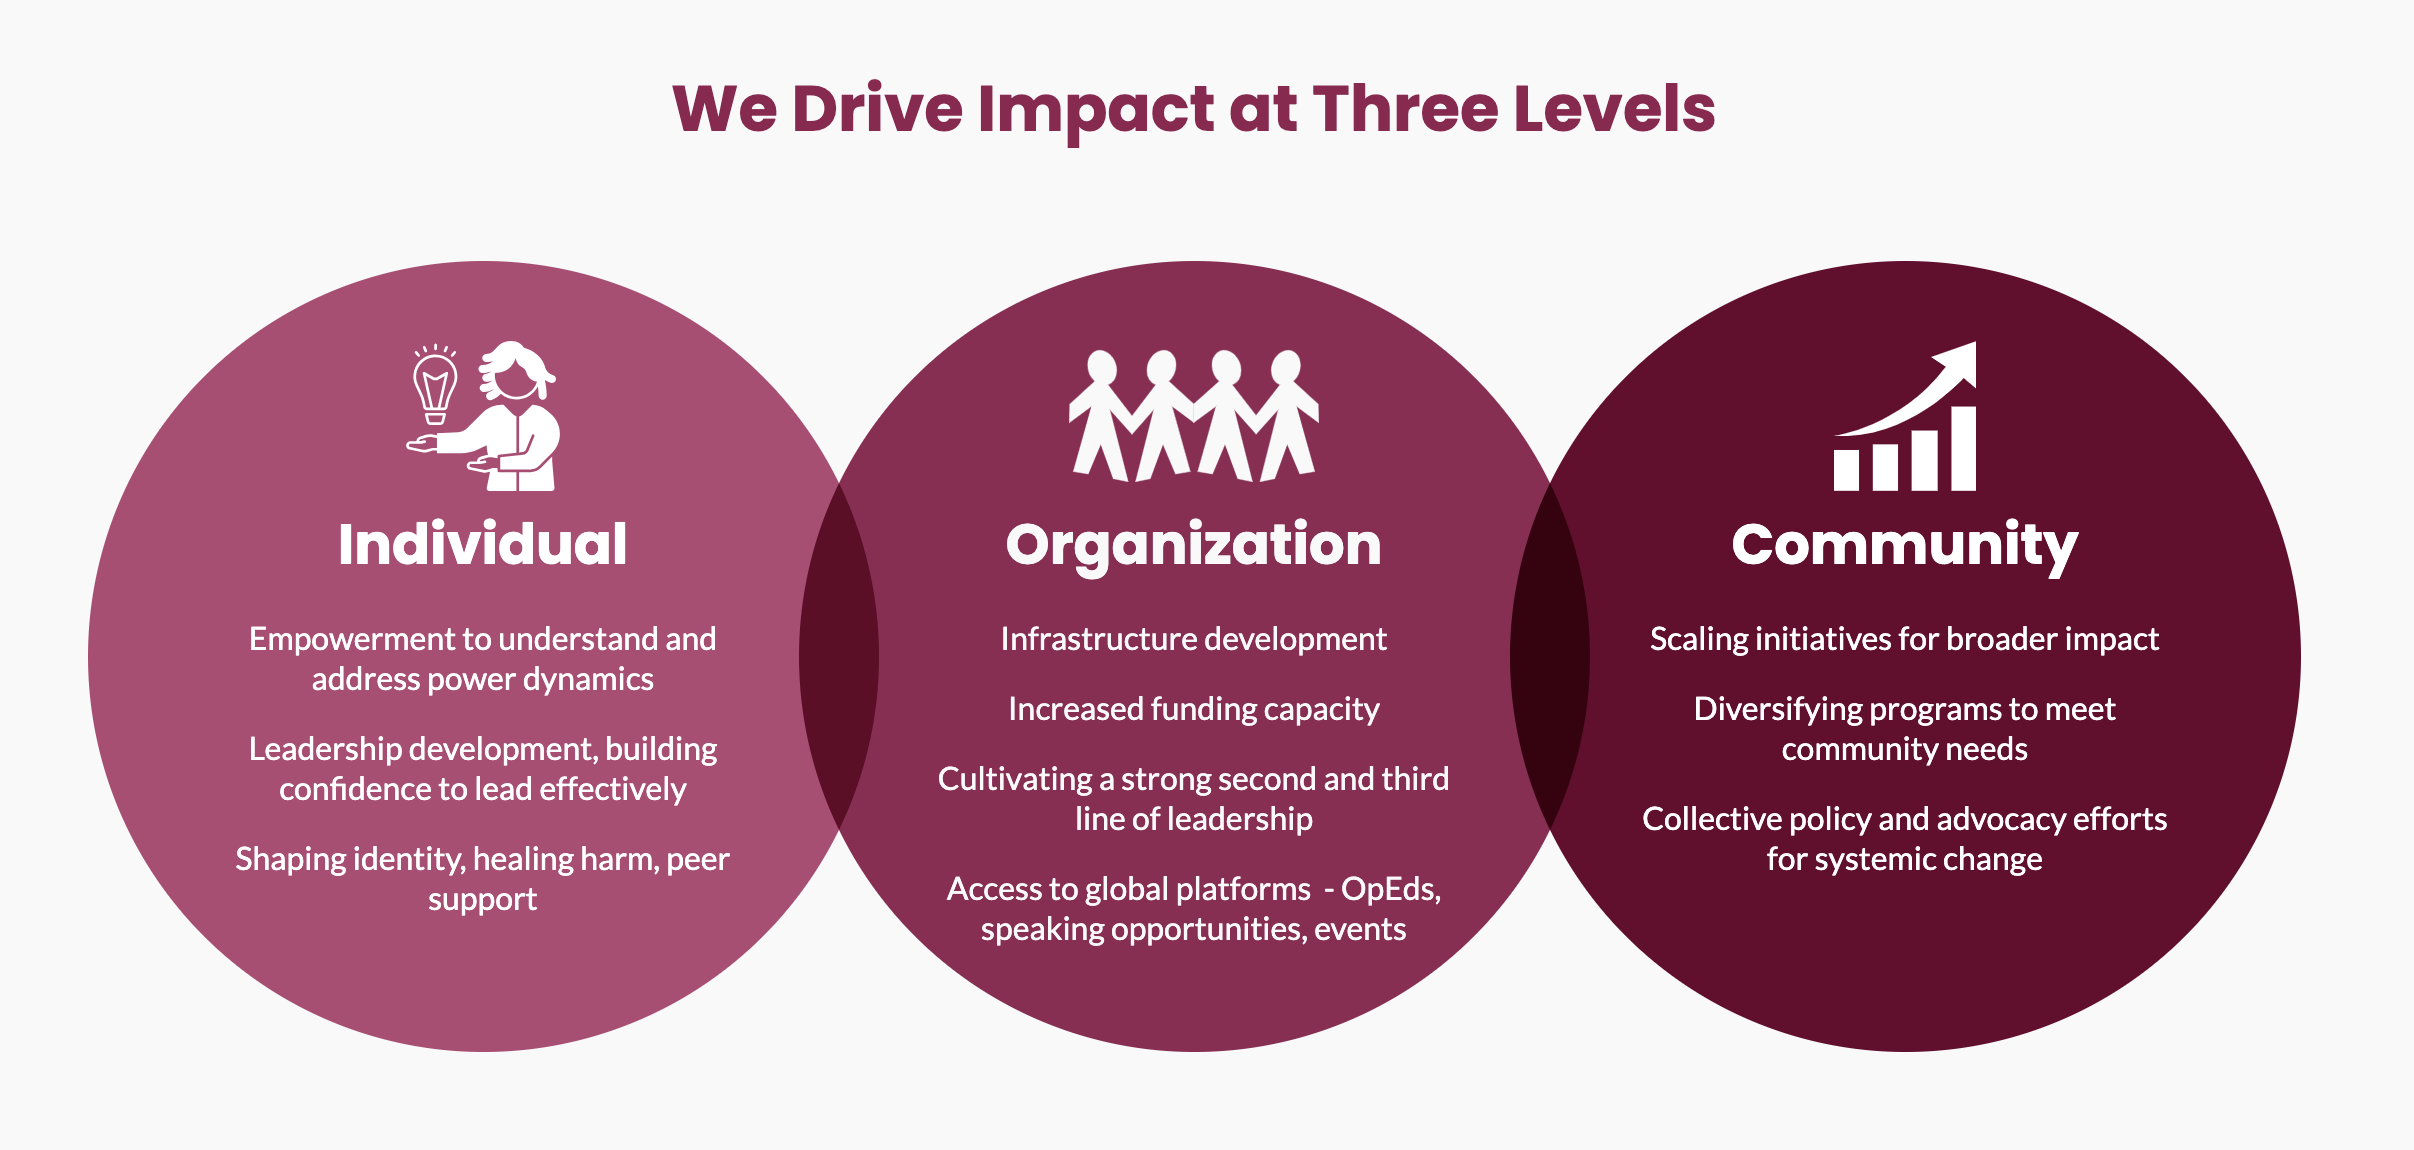 We Drive Impact at Three Levels
Individual
Empowerment to understand and
address power dynamics
Leadership development, building
confidence to lead effectively
Shaping identity, healing harm, peer
support
Organization
Infrastructure development
Increased funding capacity
Cultivating a strong second and third
line of leadership
Access to global platforms  - OpEds,
speaking opportunities, events
Community
Scaling initiatives for broader impact
Diversifying programs to meet
community needs
Collective policy and advocacy efforts
for systemic change